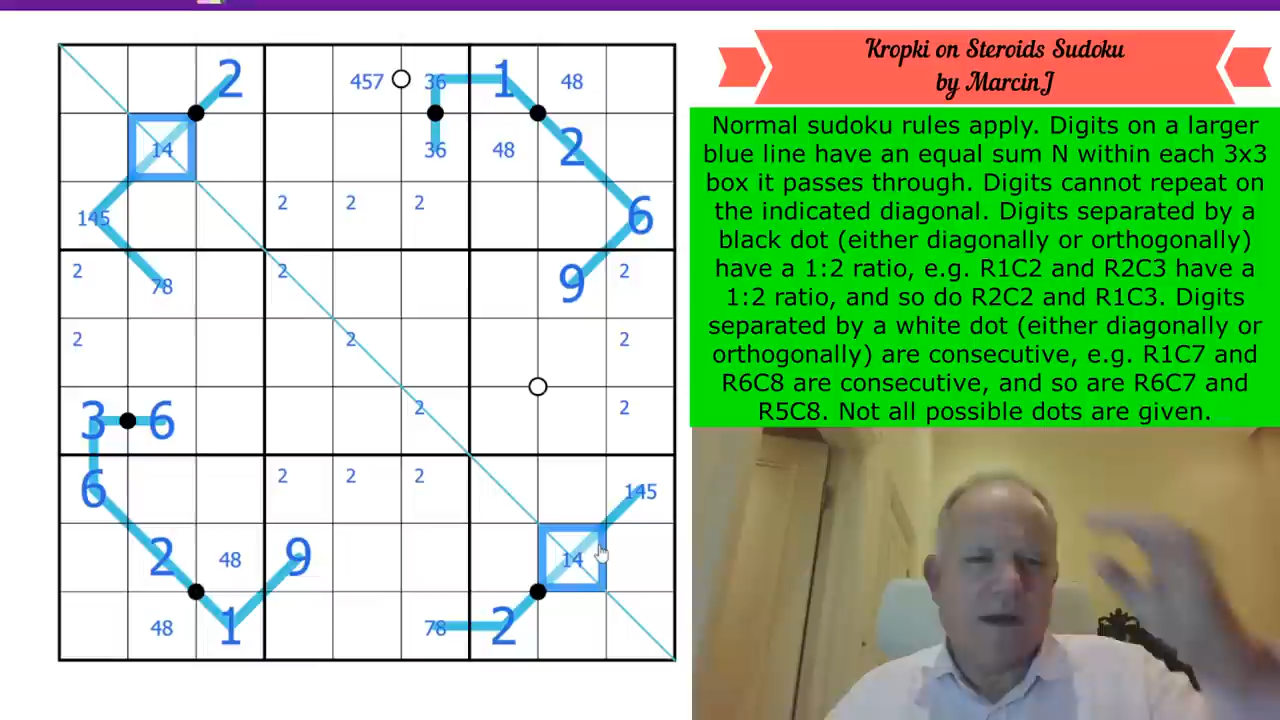 Kropki on Steroids Sudoku
by MarcinJ
Normal sudoku rules apply. Digits on a larger
blue line have an equal sum N within each 3x3
box it passes through. Digits cannot repeat on
the indicated diagonal. Digits separated by a
black dot (either diagonally or orthogonally)
have a 1:2 ratio, e.g. R1C2 and R2C3 have a
1:2 ratio, and so do R2C2 and R1C3. Digits
separated by a white dot (either diagonally or
orthogonally) are consecutive, e.g. R1C7 and
R6C8 are consecutive, and so are R6C7 and
R5C8. Not all possible dots are given.
2 457 36 1 48
14 36 48 2
145 2 2 2 6
78 9
2 2 2
2 2 2
3 6 2 2
6 2 2 2 145
2 48 9 14
48 1 78 2